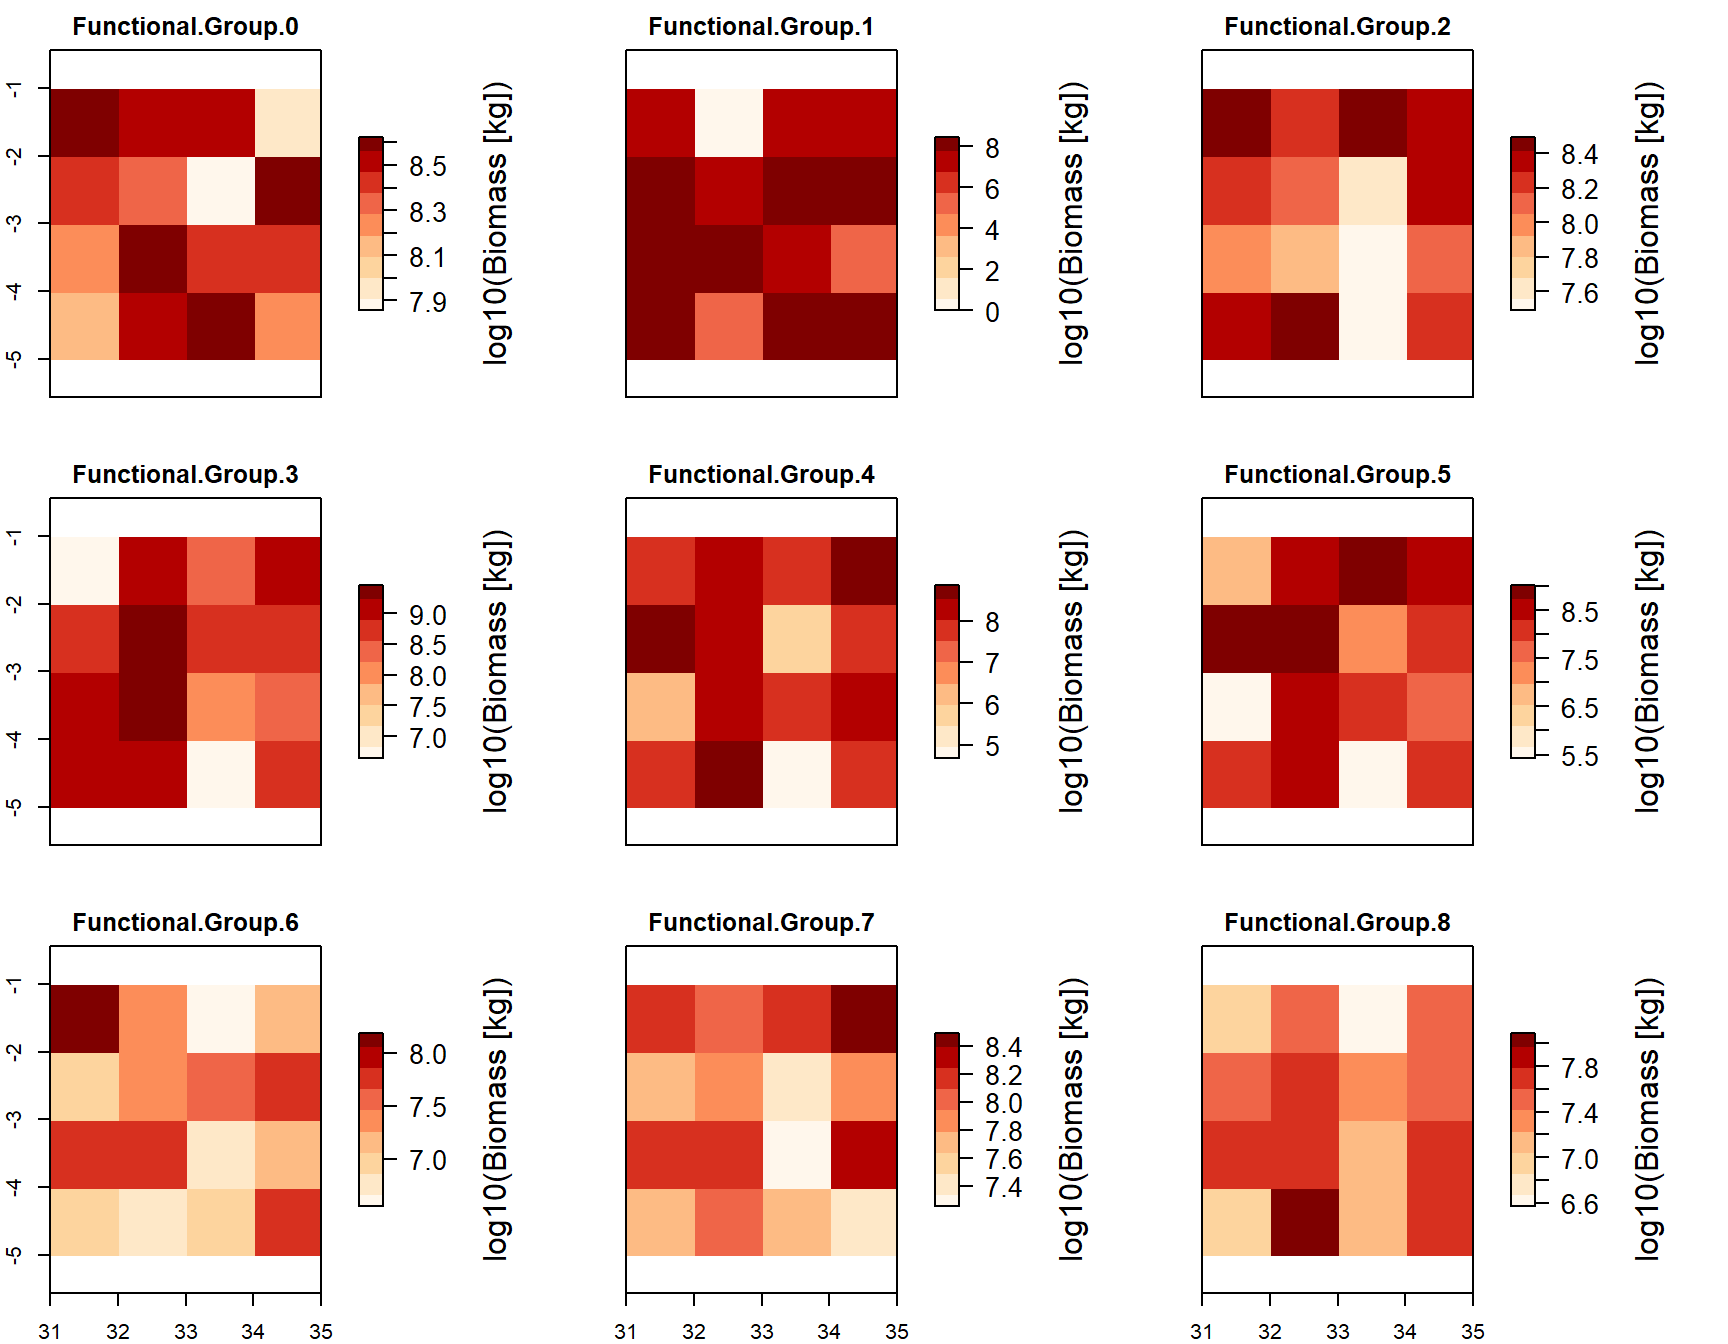 Functional.Group.0
-1
-2
-3
-4
-5
8.5
8.3
8.1
7.9
log10(Biomass [kg])
Functional.Group.1
8
6
4
2
0
log10(Biomass [kg])
Functional.Group.2
8.4
8.2
8.0
7.8
7.6
log10(Biomass [kg])
Functional.Group.3
-1
-2
-3
-4
-5
9.0
8.5
8.0
7.5
7.0
log10(Biomass [kg])
Functional.Group.4
8
7
6
5
log10(Biomass [kg])
Functional.Group.5
8.5
7.5
6.5
5.5
log10(Biomass [kg])
Functional.Group.6
-1
-2
-3
-4
-5
31 32 33 34 35
8.0
7.5
7.0
log10(Biomass [kg])
Functional.Group.7
31 32 33 34 35
8.4
8.2
8.0
7.8
7.6
7.4
log10(Biomass [kg])
Functional.Group.8
31 32 33 34 35
7.8
7.4
7.0
6.6
log10(Biomass [kg])